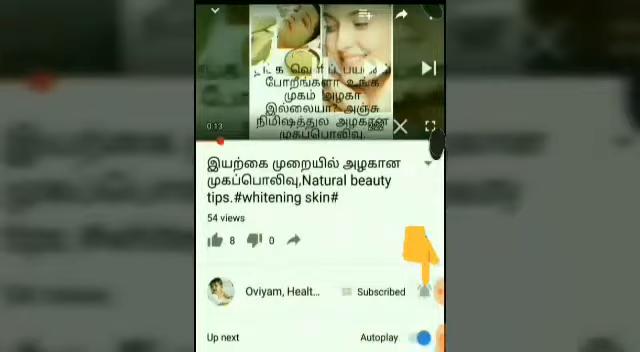 போறீங்களா உங்க
முகம் அழகா
இல்லையா? அஞ்சு
நிமிஷத்துல அழகான
முகப்பொலிவு.
0:13
இயற்கை முறையில் அழகான
முகப்பொலிவு,Natural beauty
tips.#whitening skin#
54 views
8 0
Oviyam, Healt... Subscribed
Up next Autoplay